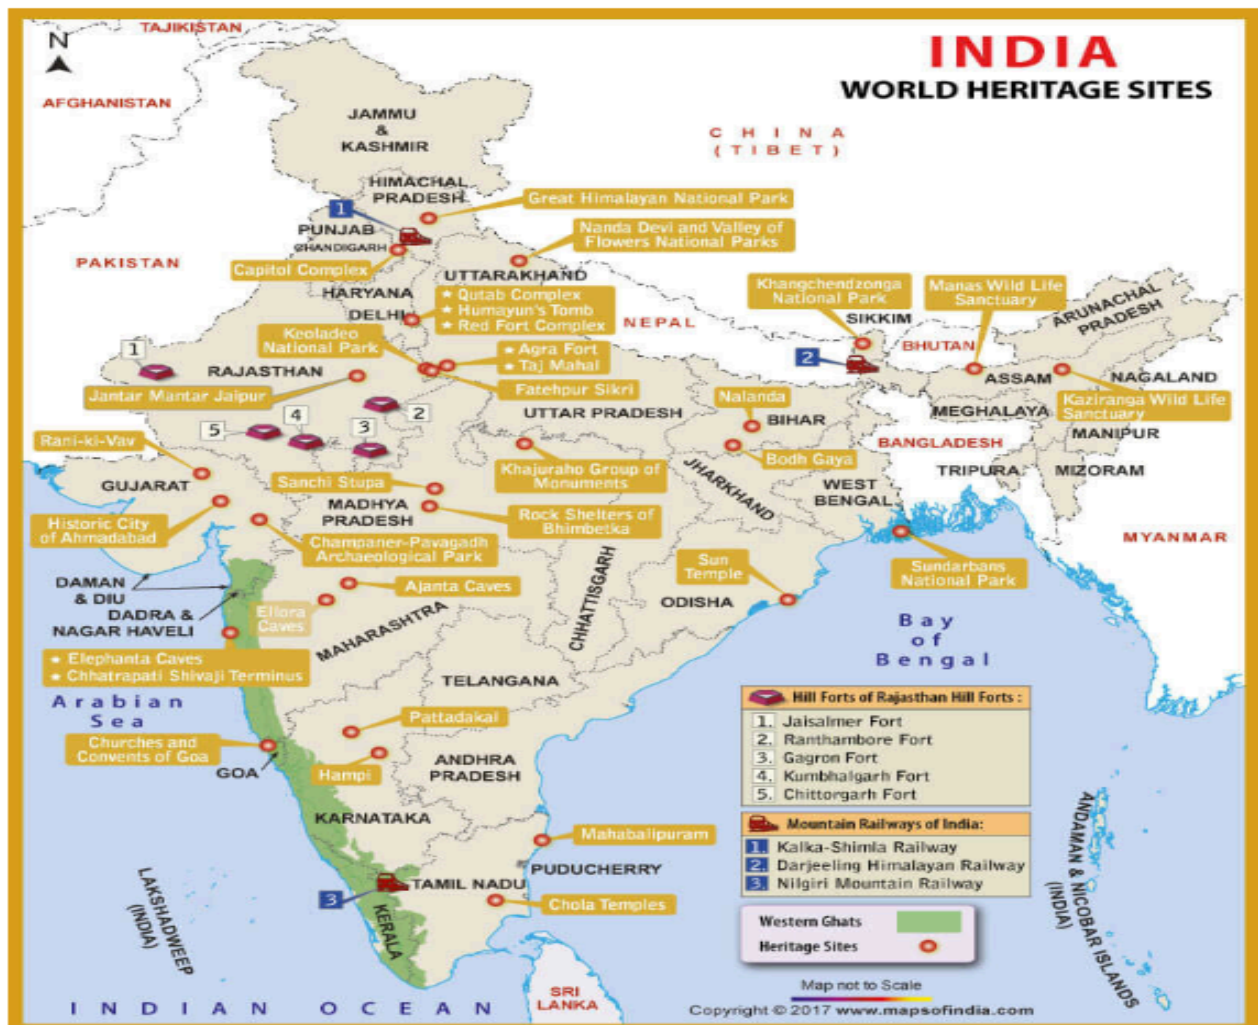 INDIA
WORLD HERITAGE SITES
N
TAJIKISTAN
AFGHANISTAN
CHINA
(TIBET)
JAMMU
&
KASHMIR
HIMACHAL
PRADESH
Great Himalayan National Park
1
PUNJAB
CHANDIGARH
Nanda Devi and Valley of
Flowers National Parks
PAKISTAN
Capitol Complex
UTTARAKHAND
HARYANA
DELHI
★ Qutab Complex
★ Humayun's Tomb
★ Red Fort Complex
NEPAL
Khangchendzonga
National Park
SIKKIM
Manas Wild Life
Sanctuary
ARUNACHAL
PRADESH
BHUTAN
2
Keoladeo
National Park
★ Agra Fort
★ Taj Mahal
Fatehpur Sikri
1
RAJASTHAN
Jantar Mantar Jaipur
ASSAM
NAGALAND
Kaziranga Wild Life
Sanctuary
MEGHALAYA
MANIPUR
BANGLADESH
TRIPURA
MIZORAM
UTTAR PRADESH
Nalanda
BIHAR
Bodh Gaya
2
4
3
5
Rani-ki-Vav
GUJARAT
Khajuraho Group of
Monuments
JHARKHAND
WEST
BENGAL
Sanchi Stupa
MADHYA
PRADESH
Rock Shelters of
Bhimbetka
Historic City
of Ahmadabad
Champaner-Pavagadh
Archaeological Park
MYANMAR
Sundarbans
National Park
Sun
Temple
ODISHA
CHHATTISGARH
DAMAN
& DIU
DADRA &
NAGAR HAVELI
Ajanta Caves
Ellora
Caves
MAHARASHTRA
★ Elephanta Caves
★ Chhatrapati Shivaji Terminus
Bay
of
Bengal
Arabian
Sea
TELANGANA
Pattadakal
Churches and
Convents of Goa
GOA
Hampi
ANDHRA
PRADESH
KARNATAKA
Mahabalipuram
PUDUCHERRY
3
TAMIL NADU
Chola Temples
KERALA
LAKSHADWEEP
(INDIA)
ANDAMAN & NICOBAR ISLANDS
(INDIA)
SRI
LANKA
INDIAN OCEAN
Hill Forts of Rajasthan Hill Forts :
1. Jaisalmer Fort
2. Ranthambore Fort
3. Gagron Fort
4. Kumbhalgarh Fort
5. Chittorgarh Fort
Mountain Railways of India:
1. Kalka-Shimla Railway
2. Darjeeling Himalayan Railway
3. Nilgiri Mountain Railway
Western Ghats
Heritage Sites
Map not to Scale
Copyright © 2017 www.mapsofindia.com